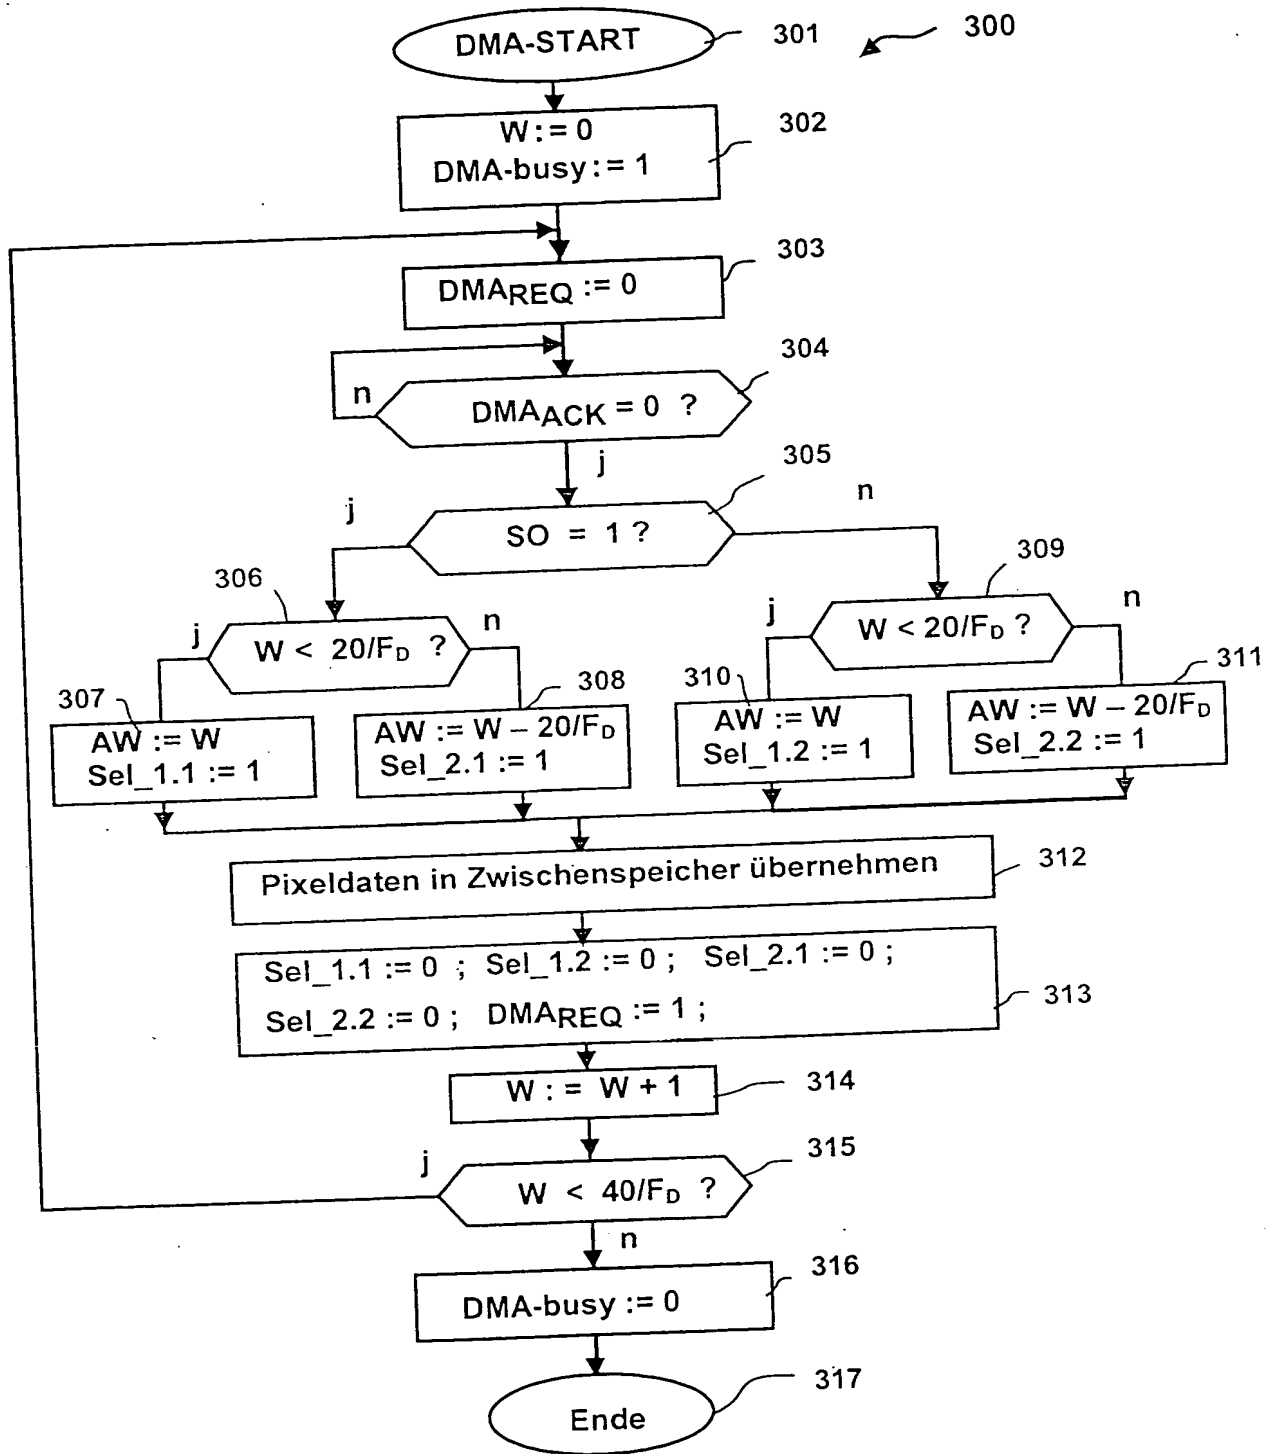 DMA-START
301
300
W := 0
DMA-busy := 1
302
DMAREQ := 0
303
n
DMAACK = 0 ?
304
j
SO = 1 ?
305
j
n
306
j
W < 20/FD ?
n
309
j
W < 20/FD ?
n
307
AW := W
Sel_1.1 := 1
308
AW := W – 20/FD
Sel_2.1 := 1
310
AW := W
Sel_1.2 := 1
311
AW := W – 20/FD
Sel_2.2 := 1
Pixeldaten in Zwischenspeicher übernehmen
312
Sel_1.1 := 0 ; Sel_1.2 := 0 ; Sel_2.1 := 0 ;
Sel_2.2 := 0 ; DMAREQ := 1 ;
313
W : = W + 1
314
j
W < 40/FD ?
315
n
DMA-busy := 0
316
Ende
317